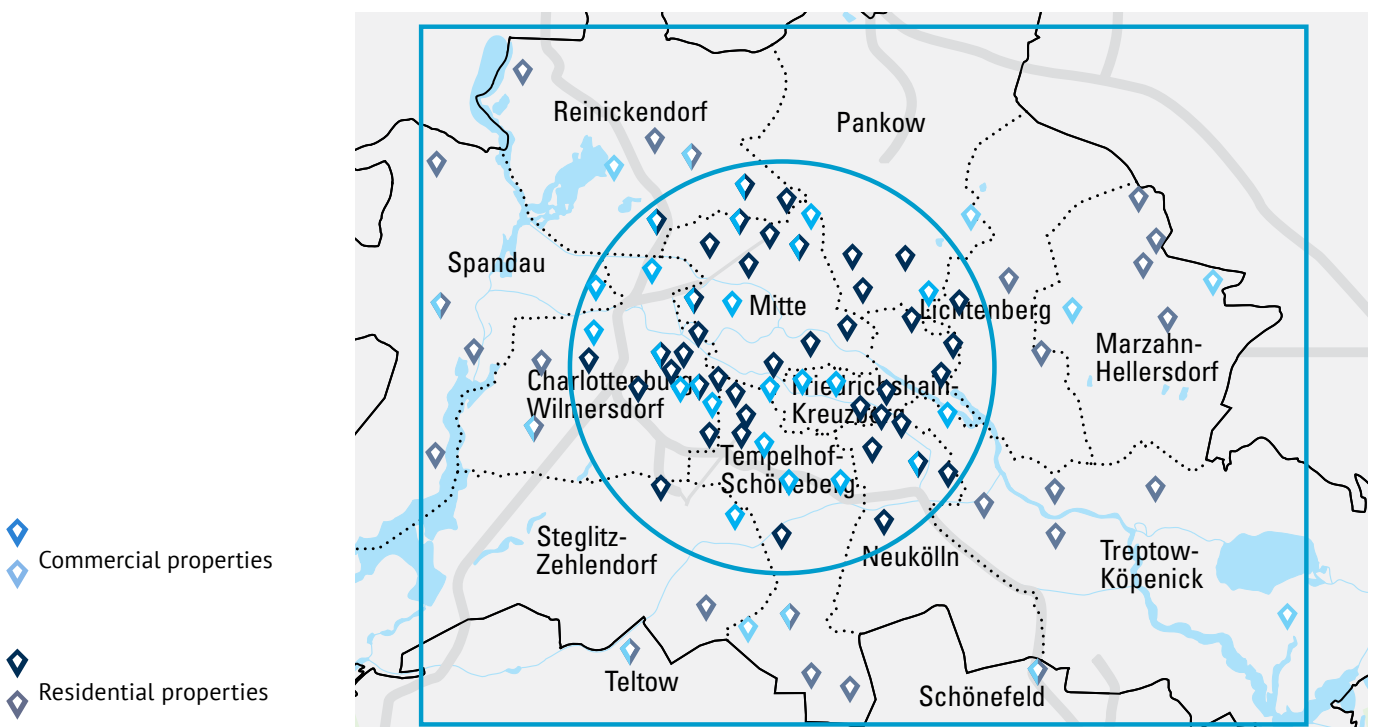 Reinickendorf
Pankow
Spandau
Mitte
Lichtenberg
Marzahn-
Hellersdorf
Charlottenburg
Wilmersdorf
Friedrichshain-
Kreuzberg
Tempelhof-
Schöneberg
Steglitz-
Zehlendorf
Neukölln
Treptow-
Köpenick
Teltow
Schönefeld
Commercial properties
Residential properties